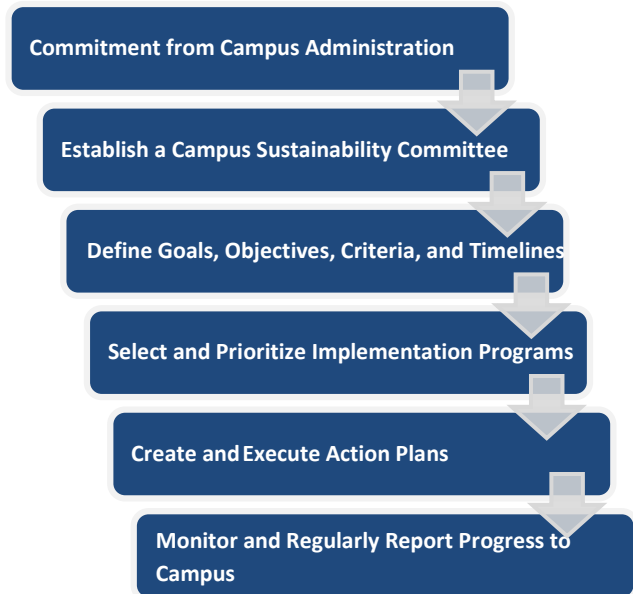 Commitment from Campus Administration
Establish a Campus Sustainability Committee
Define Goals, Objectives, Criteria, and Timelines
Select and Prioritize Implementation Programs
Create and Execute Action Plans
Monitor and Regularly Report Progress to
Campus